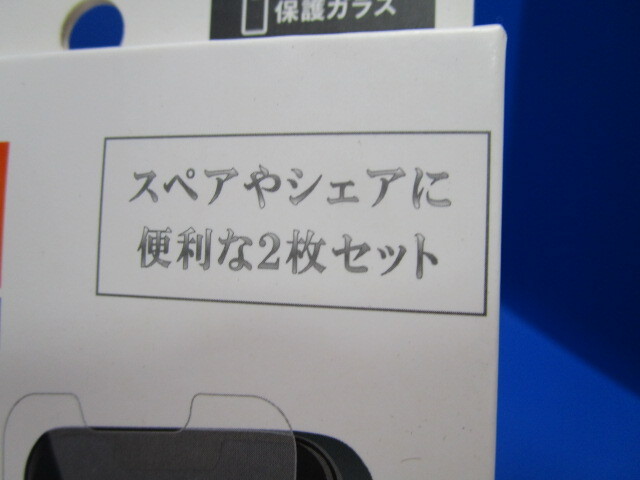 保護ガラス
スペアやシェアに
便利な2枚セット